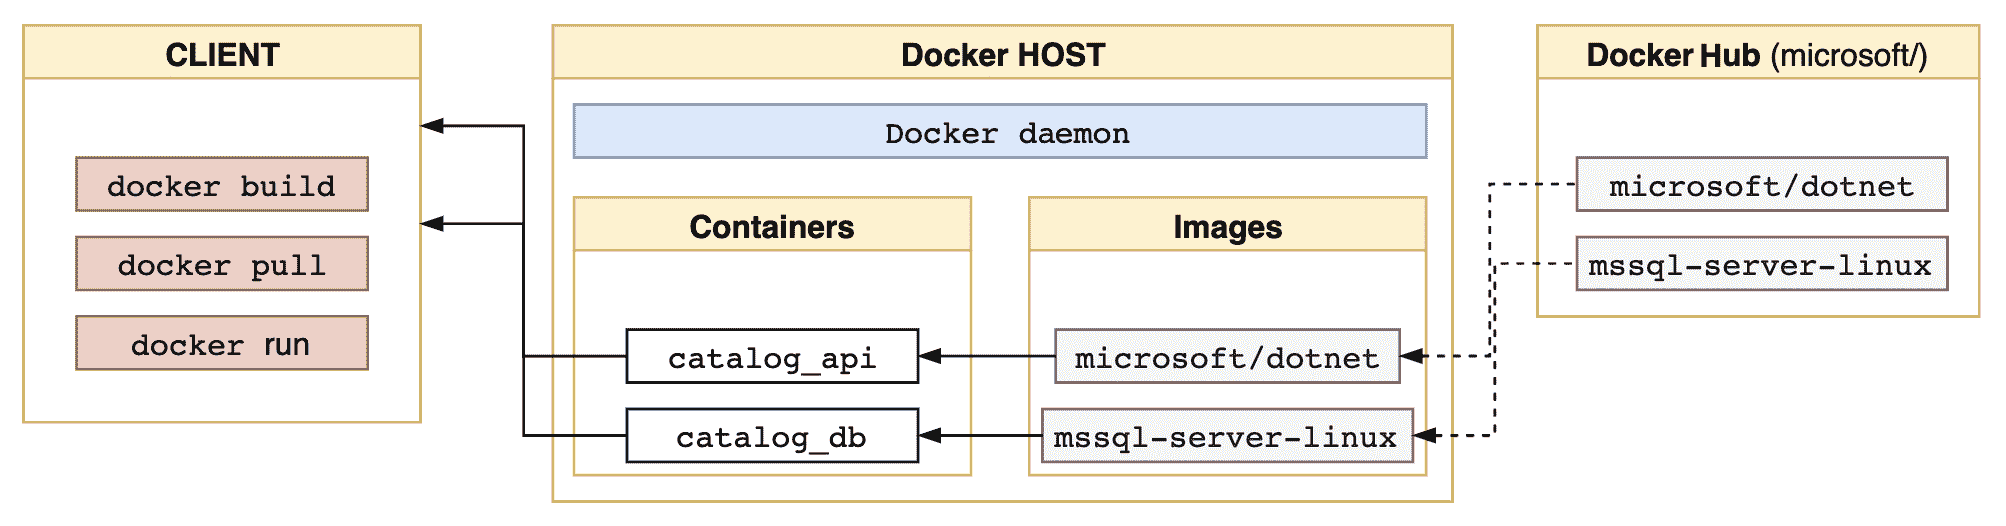 CLIENT
docker build
docker pull
docker run
Docker HOST
Docker daemon
Containers
catalog_api
catalog_db
Images
microsoft/dotnet
mssql-server-linux
Docker Hub (microsoft/)
microsoft/dotnet
mssql-server-linux